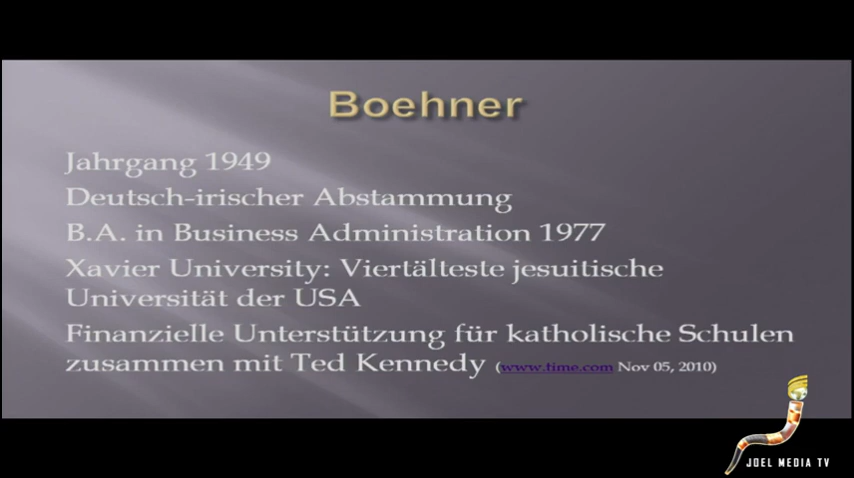 Boehner
Jahrgang 1949
Deutsch-irischer Abstammung
B.A. in Business Administration 1977
Xavier University: Viertälteste jesuitische
Universität der USA
Finanzielle Unterstützung für katholische Schulen
zusammen mit Ted Kennedy (www.time.com Nov 05, 2010)
JOEL MEDIA TV